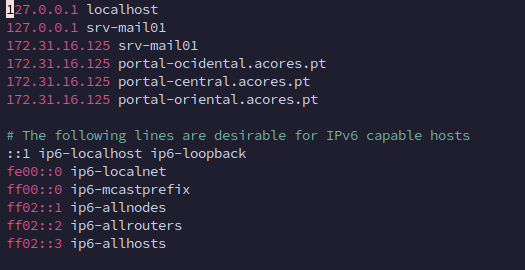 127.0.0.1 localhost
127.0.0.1 srv-mail01
172.31.16.125 srv-mail01
172.31.16.125 portal-ocidental.acores.pt
172.31.16.125 portal-central.acores.pt
172.31.16.125 portal-oriental.acores.pt
# The following lines are desirable for IPv6 capable hosts
::1 ip6-localhost ip6-loopback
fe00::0 ip6-localnet
ff00::0 ip6-mcastprefix
ff02::1 ip6-allnodes
ff02::2 ip6-allrouters
ff02::3 ip6-allhosts